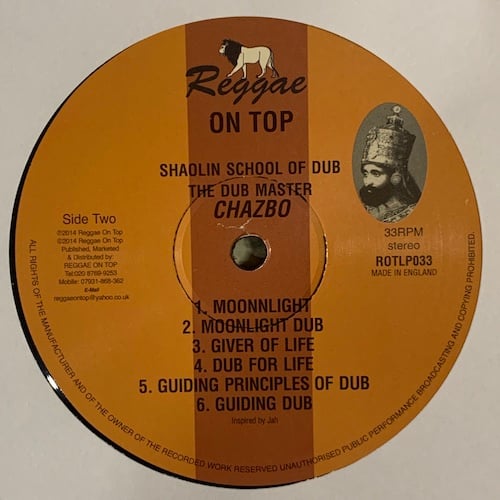 Reggae
ON TOP
SHAOLIN SCHOOL OF DUB
THE DUB MASTER
CHAZBO
Side Two
℗2014 Reggae On Top
©2014 Reggae On Top
Published, Marketed
& Distributed by:
REGGAE ON TOP
Tel:020 8769-9253
Mobile: 07931-868-362
E-Mail
reggaeontop@yahoo.co.uk
33RPM
stereo
ROTLP033
MADE IN ENGLAND
1. MOONNLIGHT
2. MOONLIGHT DUB
3. GIVER OF LIFE
4. DUB FOR LIFE
5. GUIDING PRINCIPLES OF DUB
6. GUIDING DUB
Inspired by Jah
ALL RIGHTS OF THE MANUFACTURER AND OF THE OWNER OF THE RECORDED WORK RESERVED UNAUTHORISED PUBLIC PERFORMANCE BROADCASTING AND COPYING PROHIBITED.